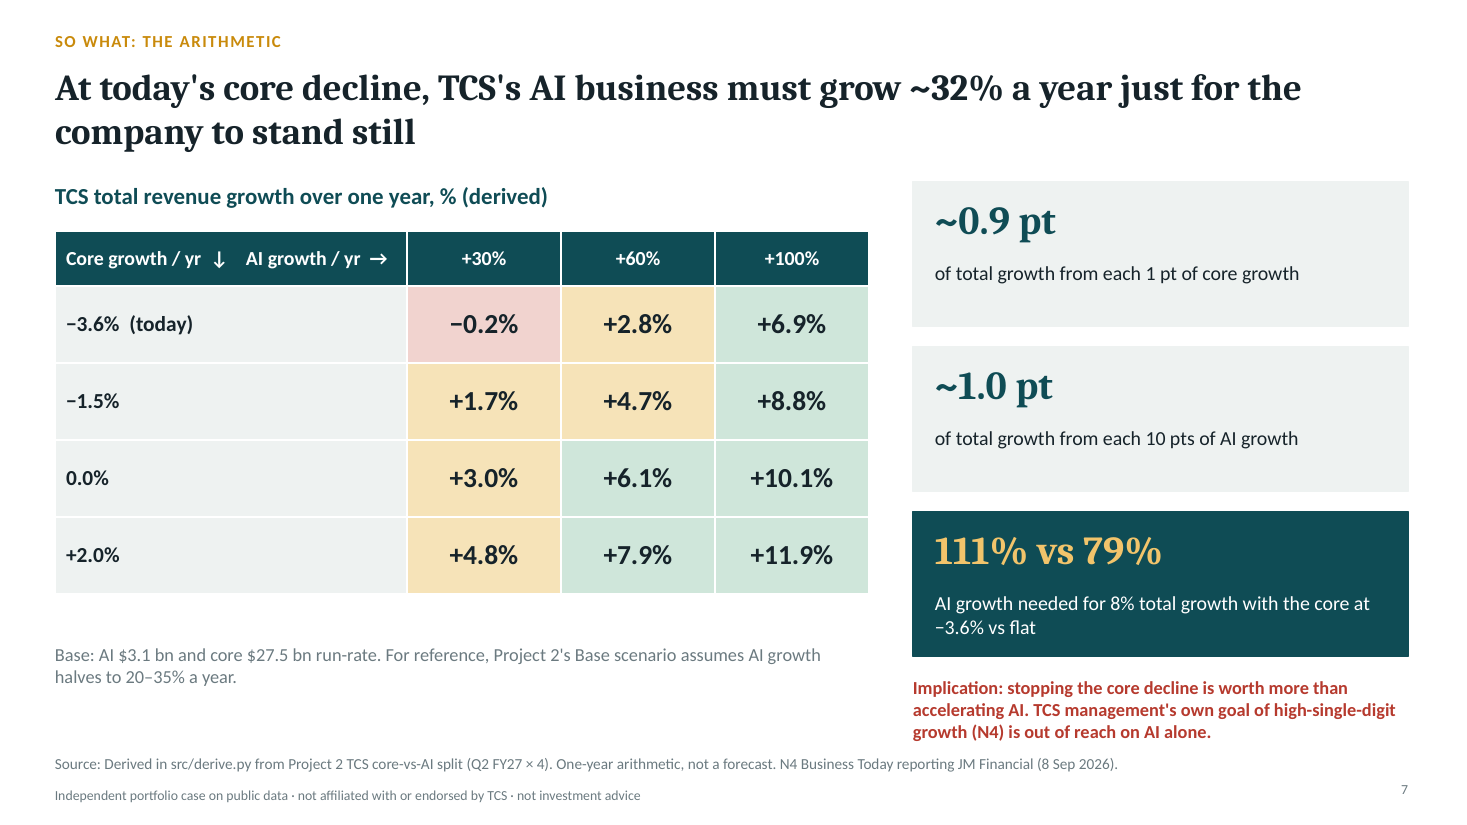 SO WHAT: THE ARITHMETIC
At today's core decline, TCS's AI business must grow ~32% a year just for the
company to stand still
TCS total revenue growth over one year, % (derived)
Core growth / yr ↓ AI growth / yr → +30% +60% +100%
−3.6% (today) −0.2% +2.8% +6.9%
−1.5% +1.7% +4.7% +8.8%
0.0% +3.0% +6.1% +10.1%
+2.0% +4.8% +7.9% +11.9%
Base: AI $3.1 bn and core $27.5 bn run-rate. For reference, Project 2's Base scenario assumes AI growth
halves to 20–35% a year.
~0.9 pt
of total growth from each 1 pt of core growth
~1.0 pt
of total growth from each 10 pts of AI growth
111% vs 79%
AI growth needed for 8% total growth with the core at
−3.6% vs flat
Implication: stopping the core decline is worth more than
accelerating AI. TCS management's own goal of high-single-digit
growth (N4) is out of reach on AI alone.
Source: Derived in src/derive.py from Project 2 TCS core-vs-AI split (Q2 FY27 × 4). One-year arithmetic, not a forecast. N4 Business Today reporting JM Financial (8 Sep 2026).
Independent portfolio case on public data · not affiliated with or endorsed by TCS · not investment advice
7